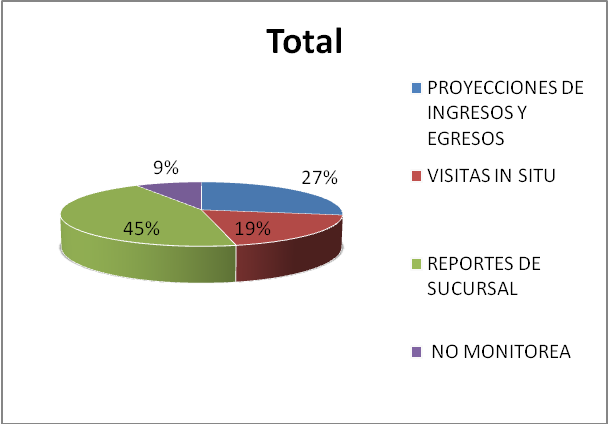 Total
9%
27%
45%
19%
PROYECCIONES DE
INGRESOS Y
EGRESOS
VISITAS IN SITU
REPORTES DE
SUCURSAL
NO MONITOREA